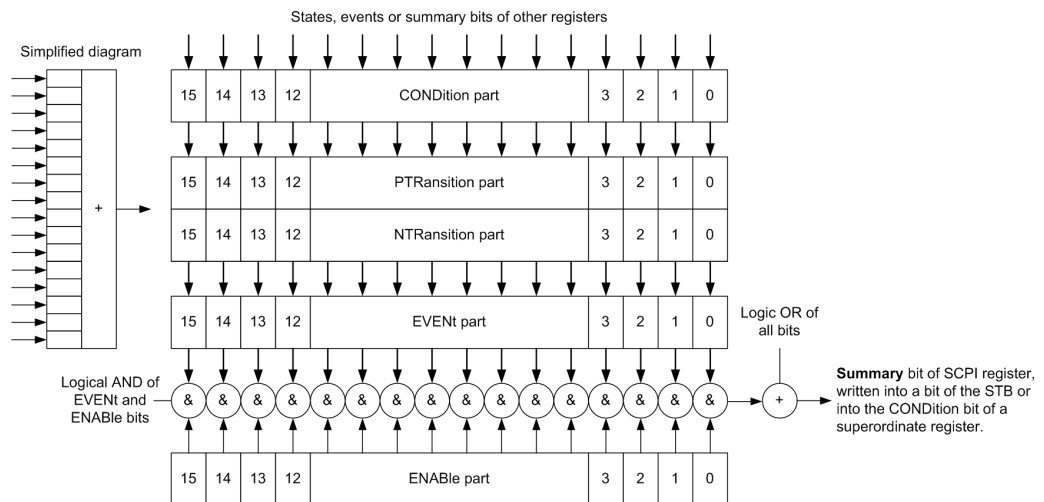 States, events or summary bits of other registers
Simplified diagram
15 14 13 12 CONDition part 3 2 1 0
15 14 13 12 PTRansition part 3 2 1 0
+
15 14 13 12 NTRansition part 3 2 1 0
15 14 13 12 EVENt part 3 2 1 0
Logic OR of
all bits
Logical AND of
EVENt and
ENABle bits
& & & & & & & & & & & & & & & &
+
Summary bit of SCPI register,
written into a bit of the STB or
into the CONDition bit of a
superordinate register.
15 14 13 12 ENABle part 3 2 1 0